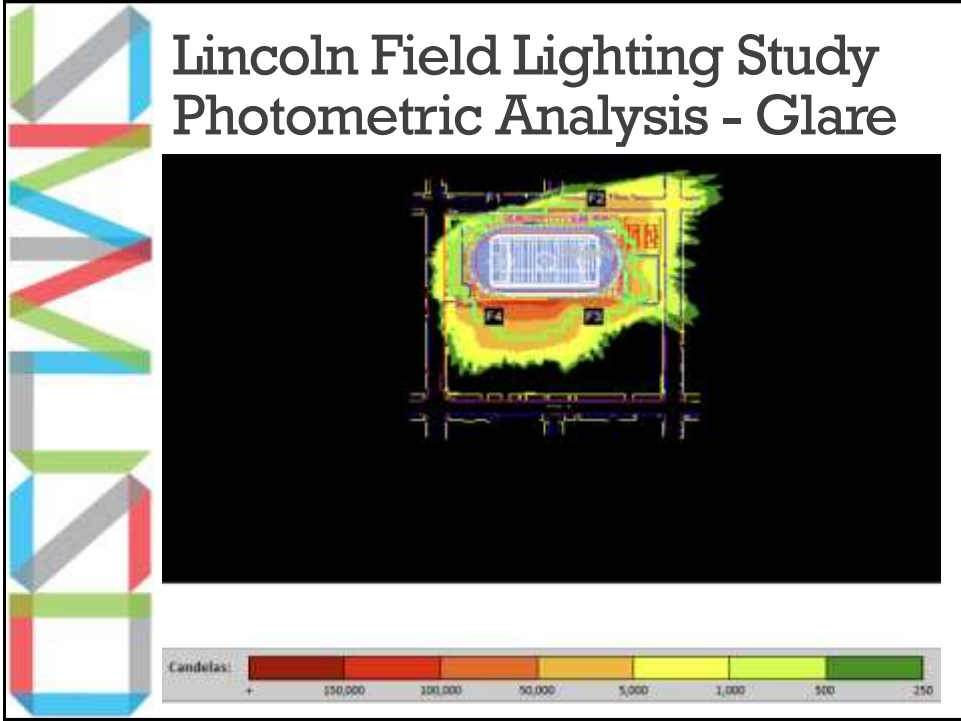 Lincoln Field Lighting Study
Photometric Analysis - Glare
F1
F2
F4
F3
Candelas:
+ 150,000 100,000 50,000 5,000 1,000 500 250